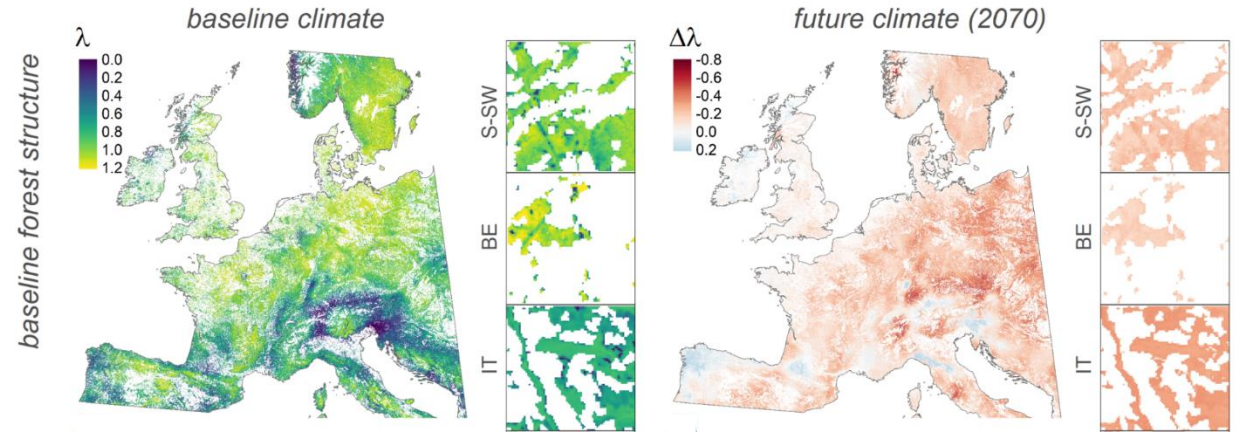 baseline climate
future climate (2070)
baseline forest structure
λ
0.0
0.2
0.4
0.6
0.8
1.0
1.2
S-SW
BE
IT
Δλ
-0.8
-0.6
-0.4
-0.2
0.0
0.2
S-SW
BE
IT